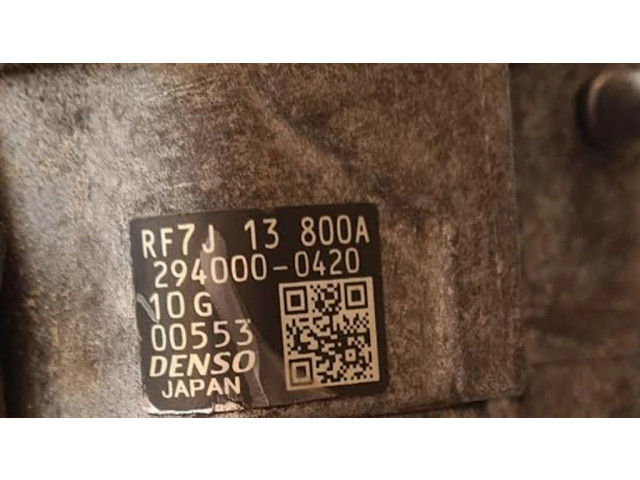 RF7J 13 800A
294000-0420
10G
00553
DENSO
JAPAN